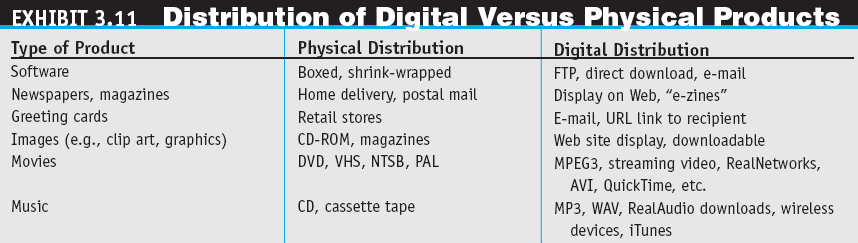 EXHIBIT 3.11 Distribution of Digital Versus Physical Products
Type of Product Physical Distribution Digital Distribution
Software Boxed, shrink-wrapped FTP, direct download, e-mail
Newspapers, magazines Home delivery, postal mail Display on Web, “e-zines”
Greeting cards Retail stores E-mail, URL link to recipient
Images (e.g., clip art, graphics) CD-ROM, magazines Web site display, downloadable
Movies DVD, VHS, NTSB, PAL MPEG3, streaming video, RealNetworks,
AVI, QuickTime, etc.
Music CD, cassette tape MP3, WAV, RealAudio downloads, wireless
devices, iTunes